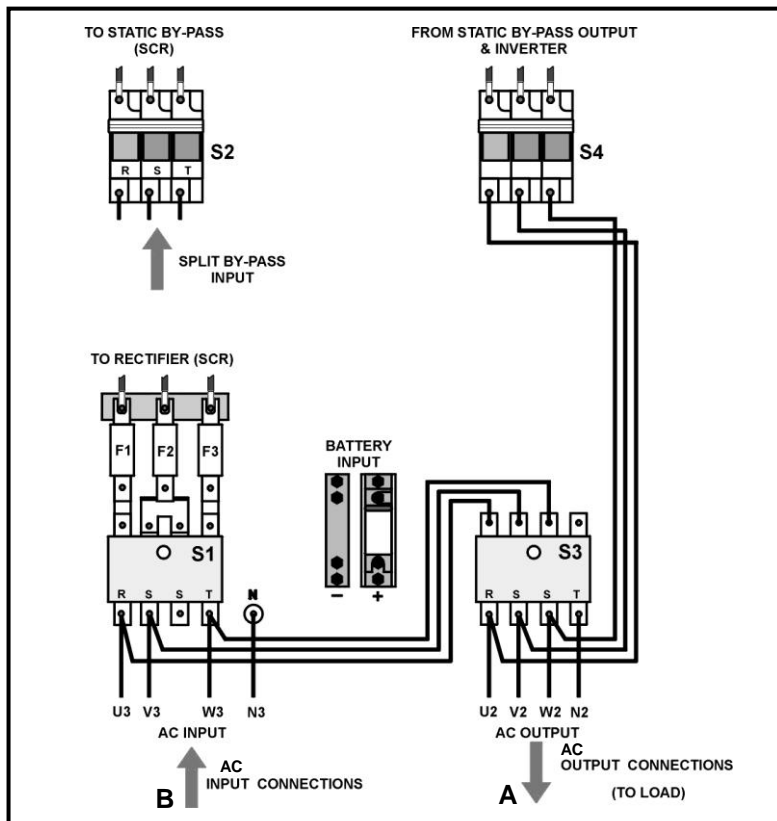 TO STATIC BY-PASS
(SCR)
FROM STATIC BY-PASS OUTPUT
& INVERTER
S2
R S T
S4
SPLIT BY-PASS
INPUT
TO RECTIFIER (SCR)
F1 F2 F3
BATTERY
INPUT
S1
S3
R S S T
N
- +
R S S T
U3 V3 W3 N3
U2 V2 W2 N2
AC INPUT
AC OUTPUT
AC
INPUT CONNECTIONS
B
AC
OUTPUT CONNECTIONS
A
(TO LOAD)